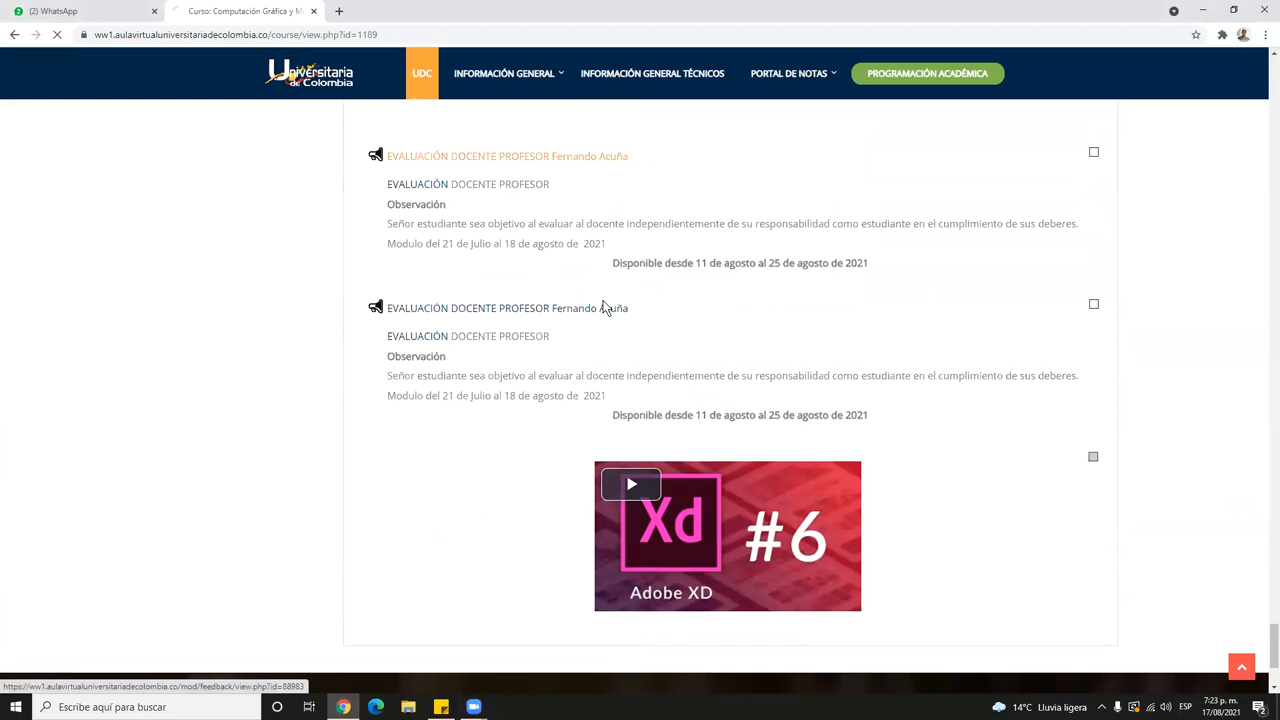 (2) WhatsApp
Curso: Computación Gráfica y M
ww1.aulavirtualuniversitariadecolombia.co/course/view.php?id=1189
Universitaria
de Colombia
UDC
INFORMACIÓN GENERAL
INFORMACIÓN GENERAL TÉCNICOS
PORTAL DE NOTAS
PROGRAMACIÓN ACADÉMICA
EVALUACIÓN DOCENTE PROFESOR Fernando Acuña
EVALUACIÓN DOCENTE PROFESOR
Observación
Señor estudiante sea objetivo al evaluar al docente independientemente de su responsabilidad como estudiante en el cumplimiento de sus deberes.
Modulo del 21 de Julio al 18 de agosto de 2021
Disponible desde 11 de agosto al 25 de agosto de 2021
EVALUACIÓN DOCENTE PROFESOR Fernando Acuña
EVALUACIÓN DOCENTE PROFESOR
Observación
Señor estudiante sea objetivo al evaluar al docente independientemente de su responsabilidad como estudiante en el cumplimiento de sus deberes.
Modulo del 21 de Julio al 18 de agosto de 2021
Disponible desde 11 de agosto al 25 de agosto de 2021
Xd
#6
Adobe XD
https://ww1.aulavirtualuniversitariadecolombia.co/mod/feedback/view.php?id=88983
Escribe aquí para buscar
14°C Lluvia ligera
ESP
7:23 p. m.
17/08/2021
2